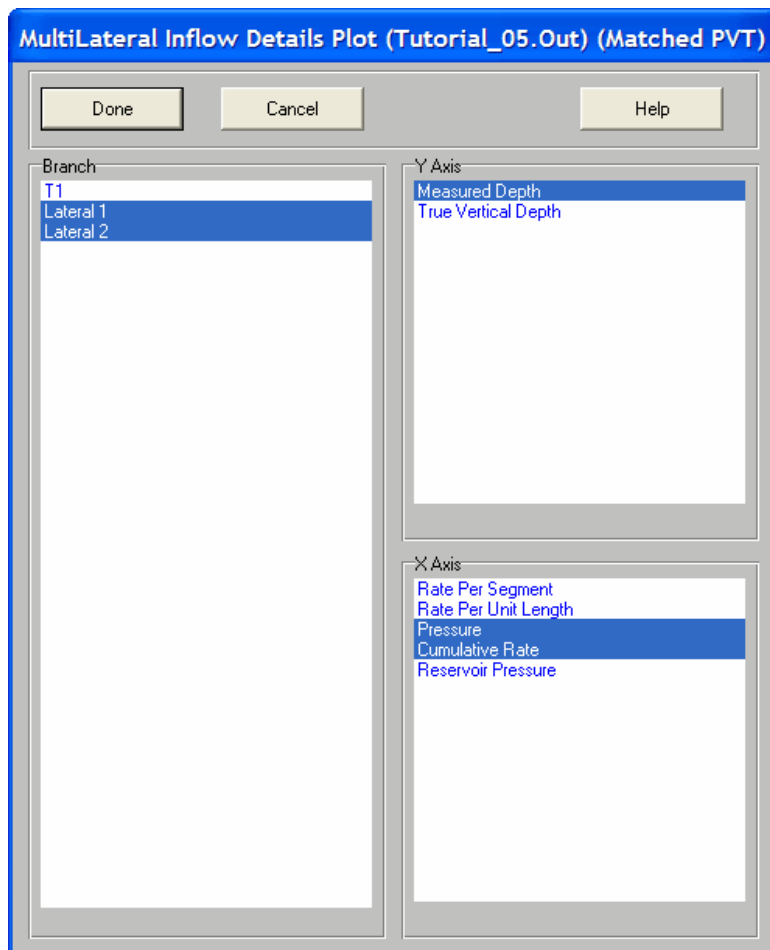 MultiLateral Inflow Details Plot (Tutorial_05.Out) (Matched PVT)
Done
Cancel
Help
Branch
T1
Lateral 1
Lateral 2
Y Axis
Measured Depth
True Vertical Depth
X Axis
Rate Per Segment
Rate Per Unit Length
Pressure
Cumulative Rate
Reservoir Pressure